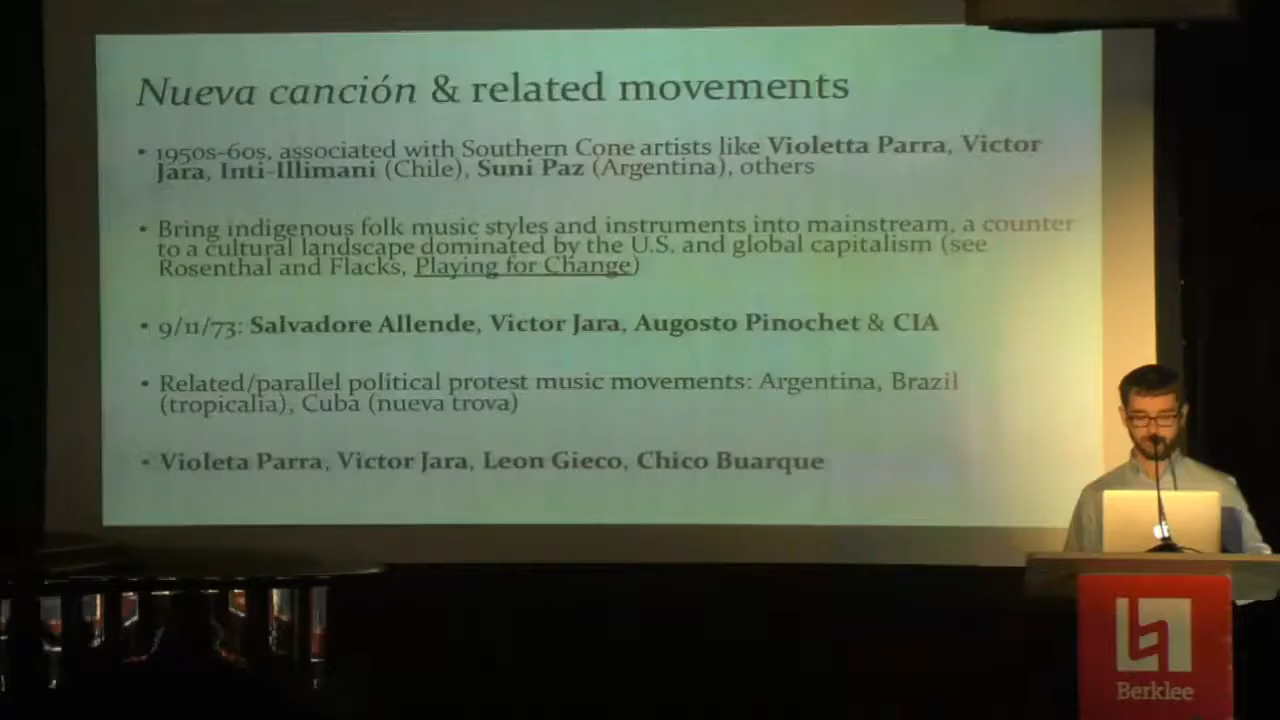 Nueva canción & related movements
• 1950s-60s, associated with Southern Cone artists like Violetta Parra, Victor
Jara, Inti-Illimani (Chile), Suni Paz (Argentina), others
• Bring indigenous folk music styles and instruments into mainstream, a counter
to a cultural landscape dominated by the U.S. and global capitalism (see
Rosenthal and Flacks, Playing for Change)
• 9/11/73: Salvadore Allende, Victor Jara, Augosto Pinochet & CIA
• Related/parallel political protest music movements: Argentina, Brazil
(tropicalia), Cuba (nueva trova)
• Violeta Parra, Victor Jara, Leon Gieco, Chico Buarque
Berklee